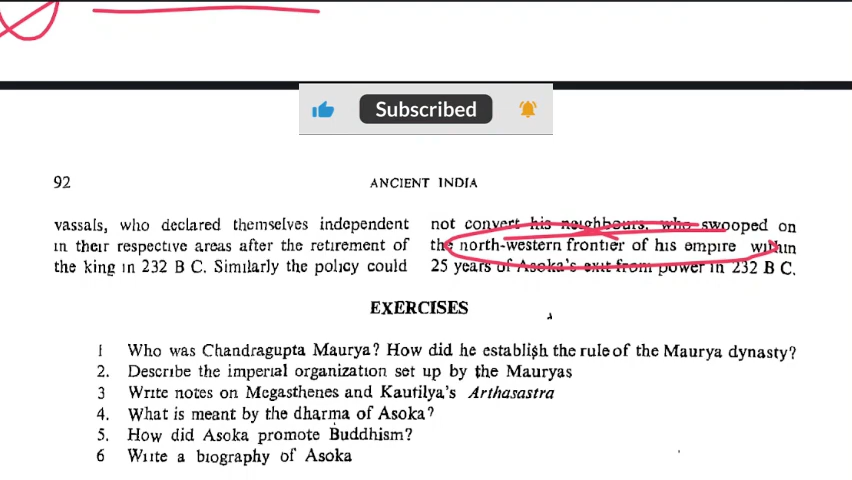 Subscribed
92
ANCIENT INDIA
vassals, who declared themselves independent
in their respective areas after the retirement of
the king in 232 B C. Similarly the policy could
not convert his neighbours, who swooped on
the north-western frontier of his empire within
25 years of Asoka's exit from power in 232 B C.
EXERCISES
1 Who was Chandragupta Maurya? How did he establish the rule of the Maurya dynasty?
2. Describe the imperial organization set up by the Mauryas
3 Write notes on Megasthenes and Kautilya's Arthasastra
4. What is meant by the dharma of Asoka?
5. How did Asoka promote Buddhism?
6 Write a biography of Asoka